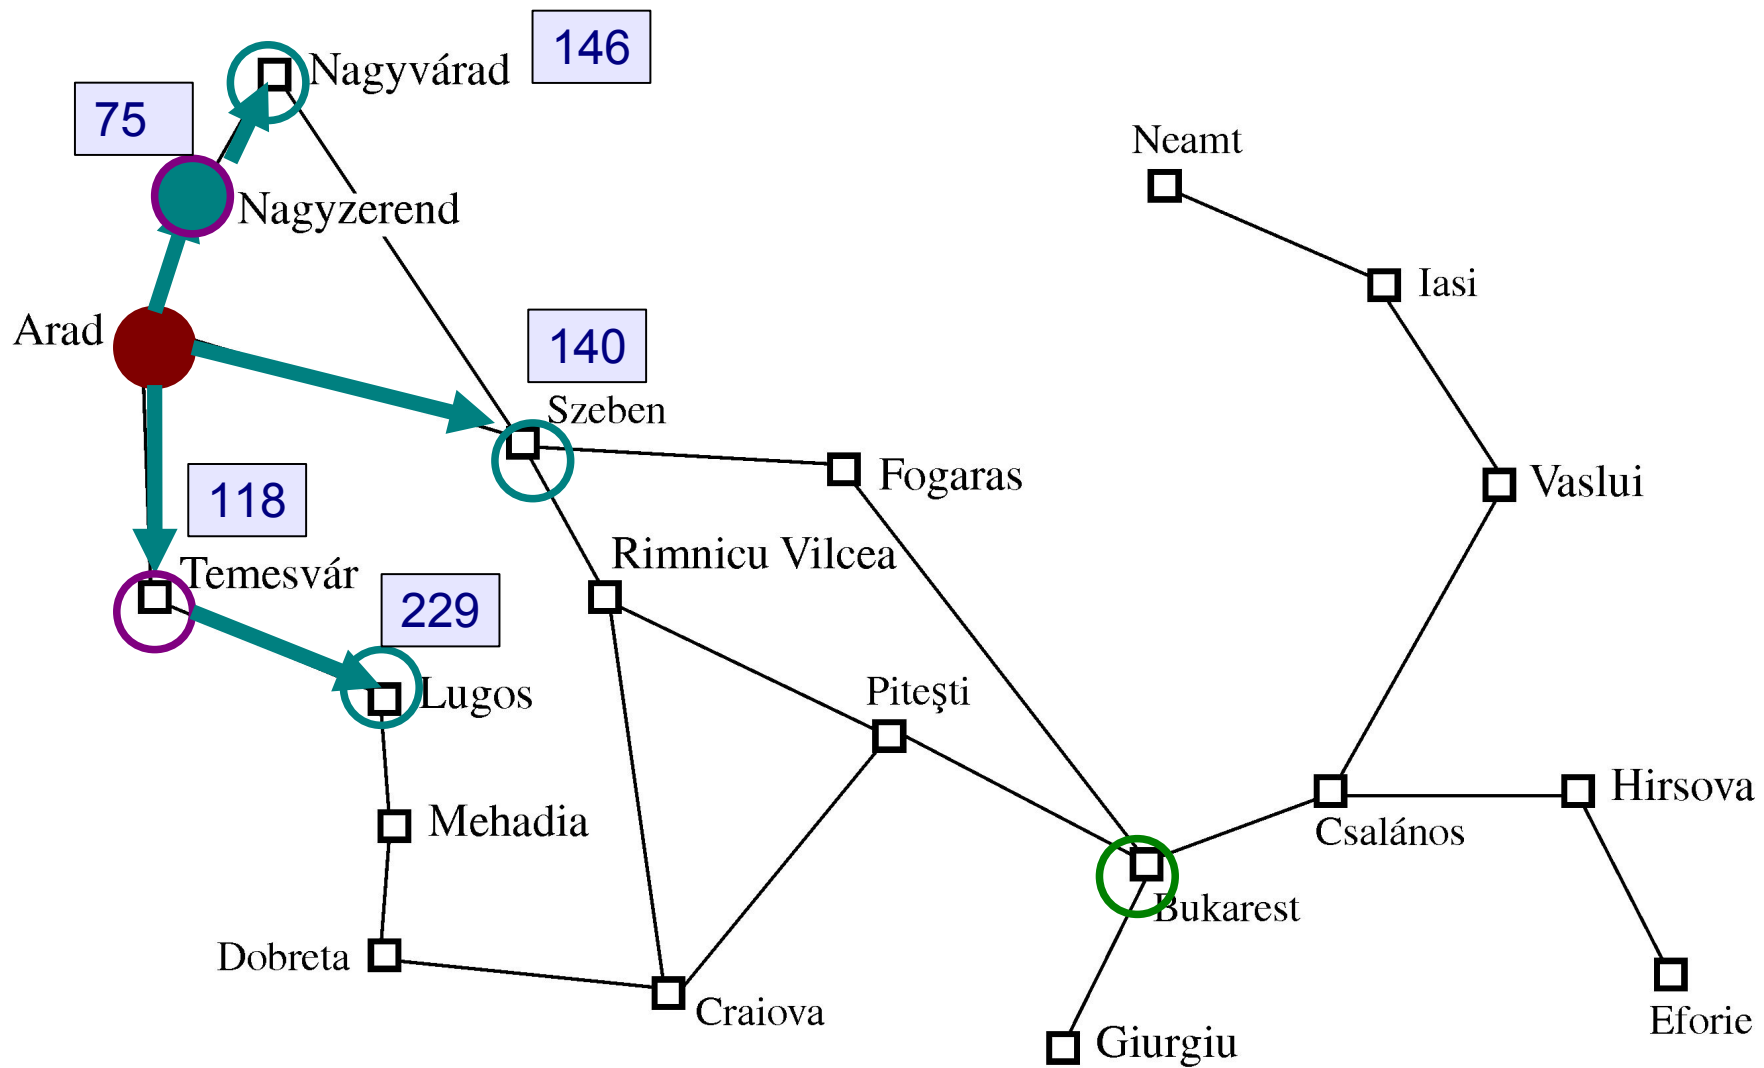 146
Nagyvárad
75
Neamt
Nagyzerend
Iasi
Arad
140
Szeben
Fogaras
Vaslui
118
Rimnicu Vilcea
Temesvár
229
Lugos
Piteşti
Hirsova
Mehadia
Csalános
Bukarest
Dobreta
Craiova
Eforie
Giurgiu